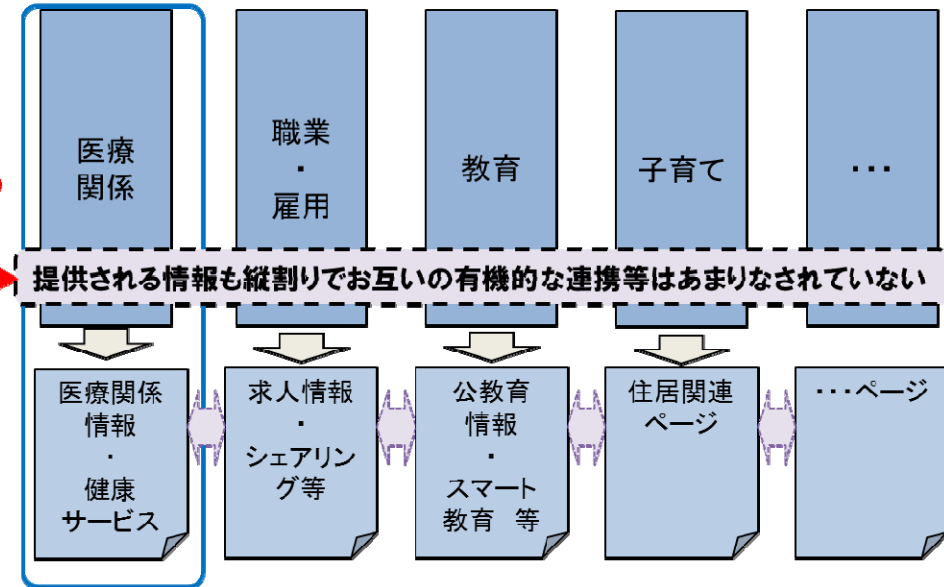 医療
関係
職業
・
雇用
教育
子育て
・・・
提供される情報も縦割りでお互いの有機的な連携等はあまりなされていない
医療関係
情報
・
健康
サービス
求人情報
・
シェアリン
グ等
公教育
情報
・
スマート
教育 等
住居関連
ページ
・・・ページ